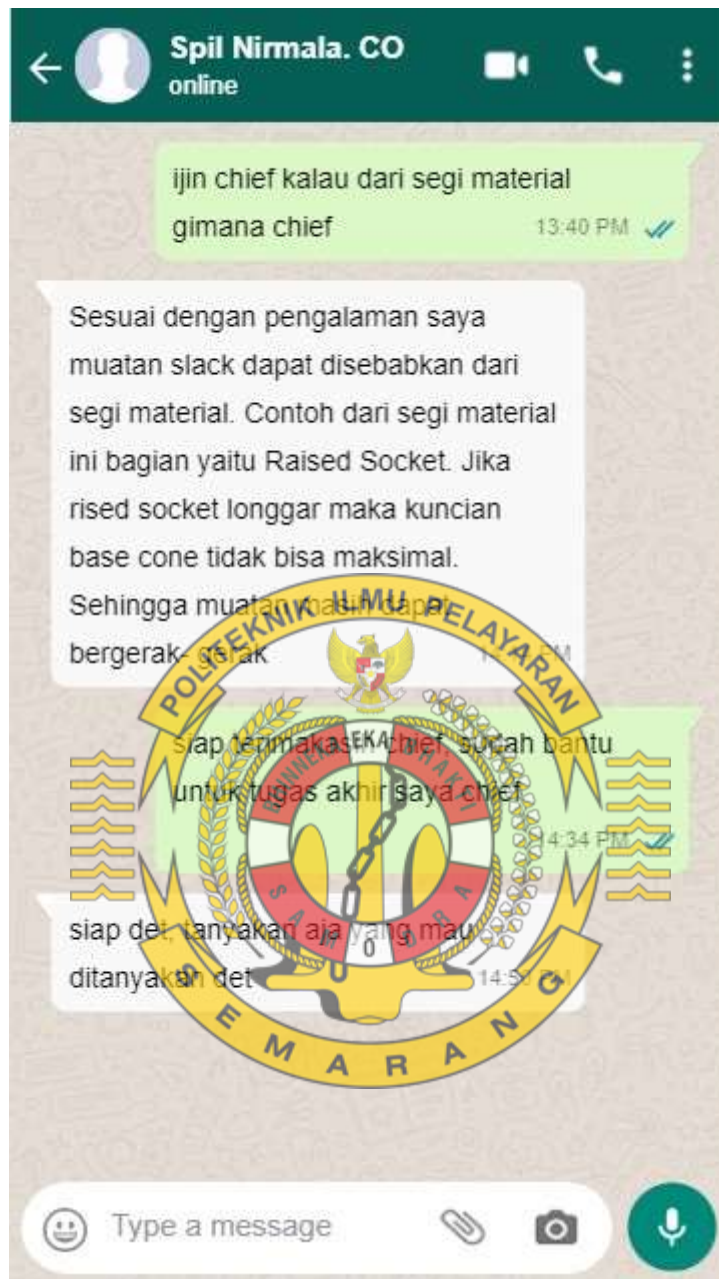 Spil Nirmala. CO
online
ijin chief kalau dari segi material
gimana chief
13:40 PM
Sesuai dengan pengalaman saya
muatan slack dapat disebabkan dari
segi material. Contoh dari segi material
ini bagian yaitu Raised Socket. Jika
rised socket longgar maka kuncian
base cone tidak bisa maksimal.
Sehingga muatan masih dapat
bergerak- gerak
PM
siap terimakasih chief, sudah bantu
untuk tugas akhir saya chief
14:34 PM
siap det, tanyakan aja yang mau
ditanyakan det
PM
POLITEKNIK ILMU PELAYARAN
SEMARANG
SAMODRA
Type a message